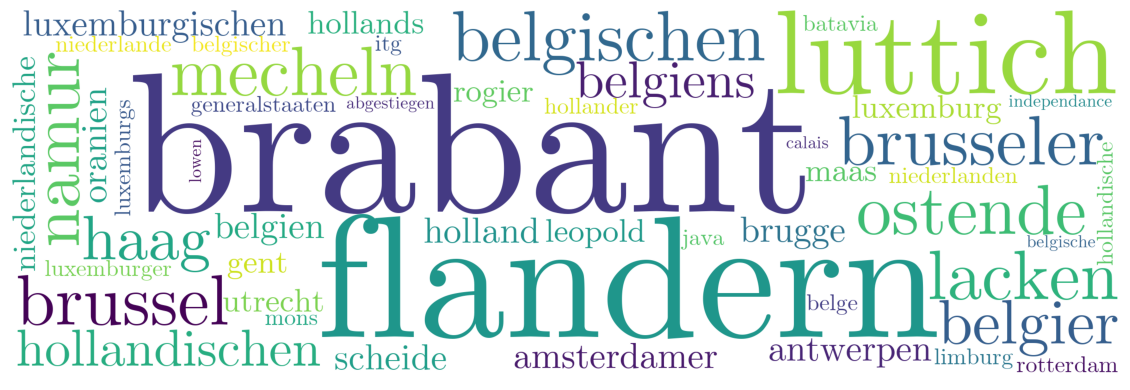 luxemburgischen
hollands
belgischen
batavia
luttich
niederlande
belgischer
itg
mecheln
belgiens
namur
niederlandische
oranien
luxemburgs
generalstaaten
abgestiegen
rogier
hollander
luxemburg
independance
brabant
lowen
calais
brusseler
maas
niederlanden
hollandische
ostende
belgien
haag
holland
leopold
java
brugge
belgische
luxemburger
gent
flandern
lacken
brussel
utrecht
mons
belge
belgier
hollandischen
scheide
amsterdamer
antwerpen
limburg
rotterdam